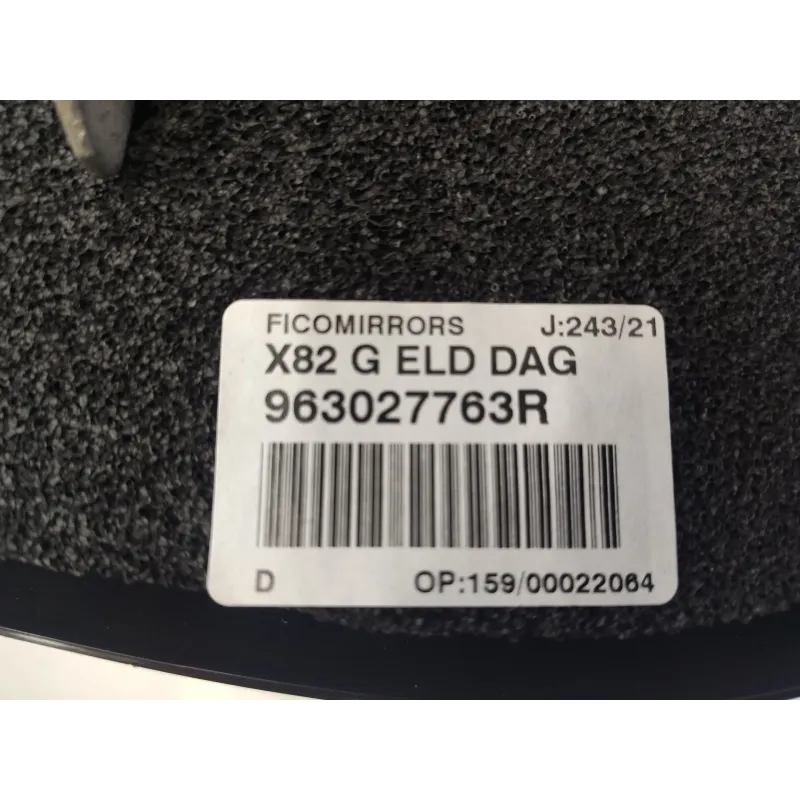 FICOMIRRORS J:243/21
X82 G ELD DAG
963027763R
D OP:159/00022064